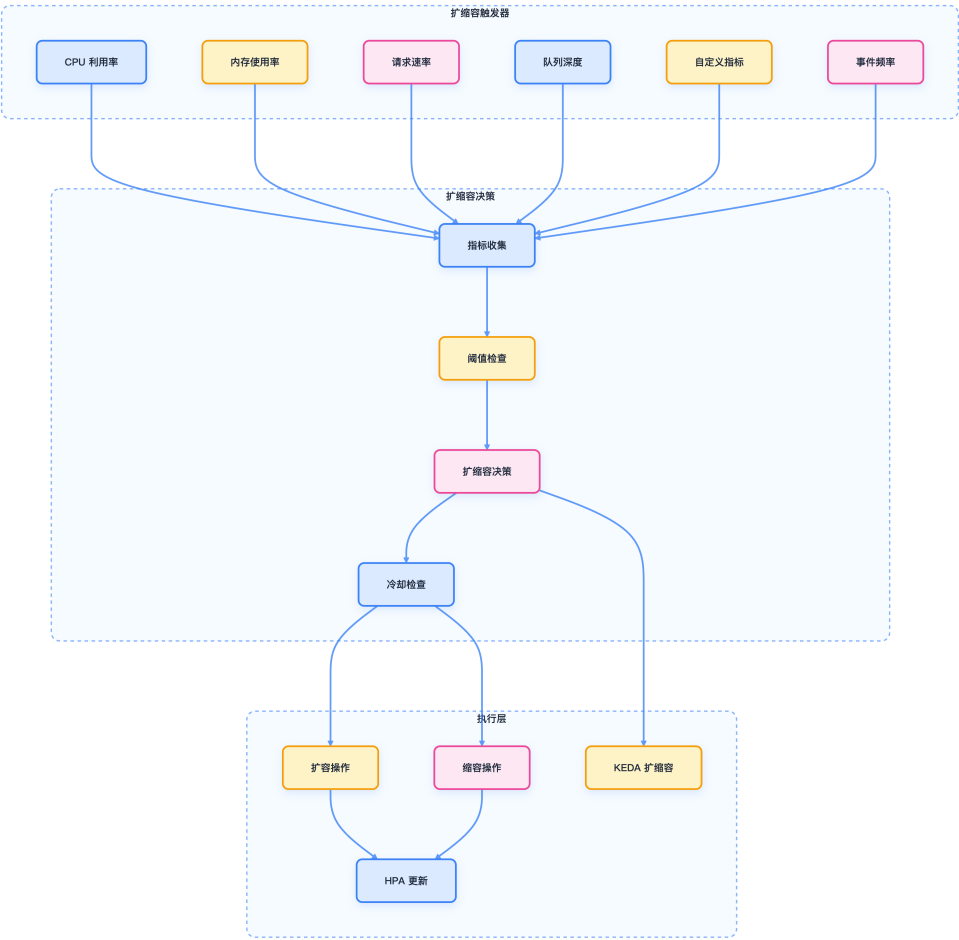 扩缩容触发器
CPU 利用率
内存使用率
请求速率
队列深度
自定义指标
事件频率
扩缩容决策
指标收集
阈值检查
扩缩容决策
冷却检查
执行层
扩容操作
缩容操作
KEDA 扩缩容
HPA 更新